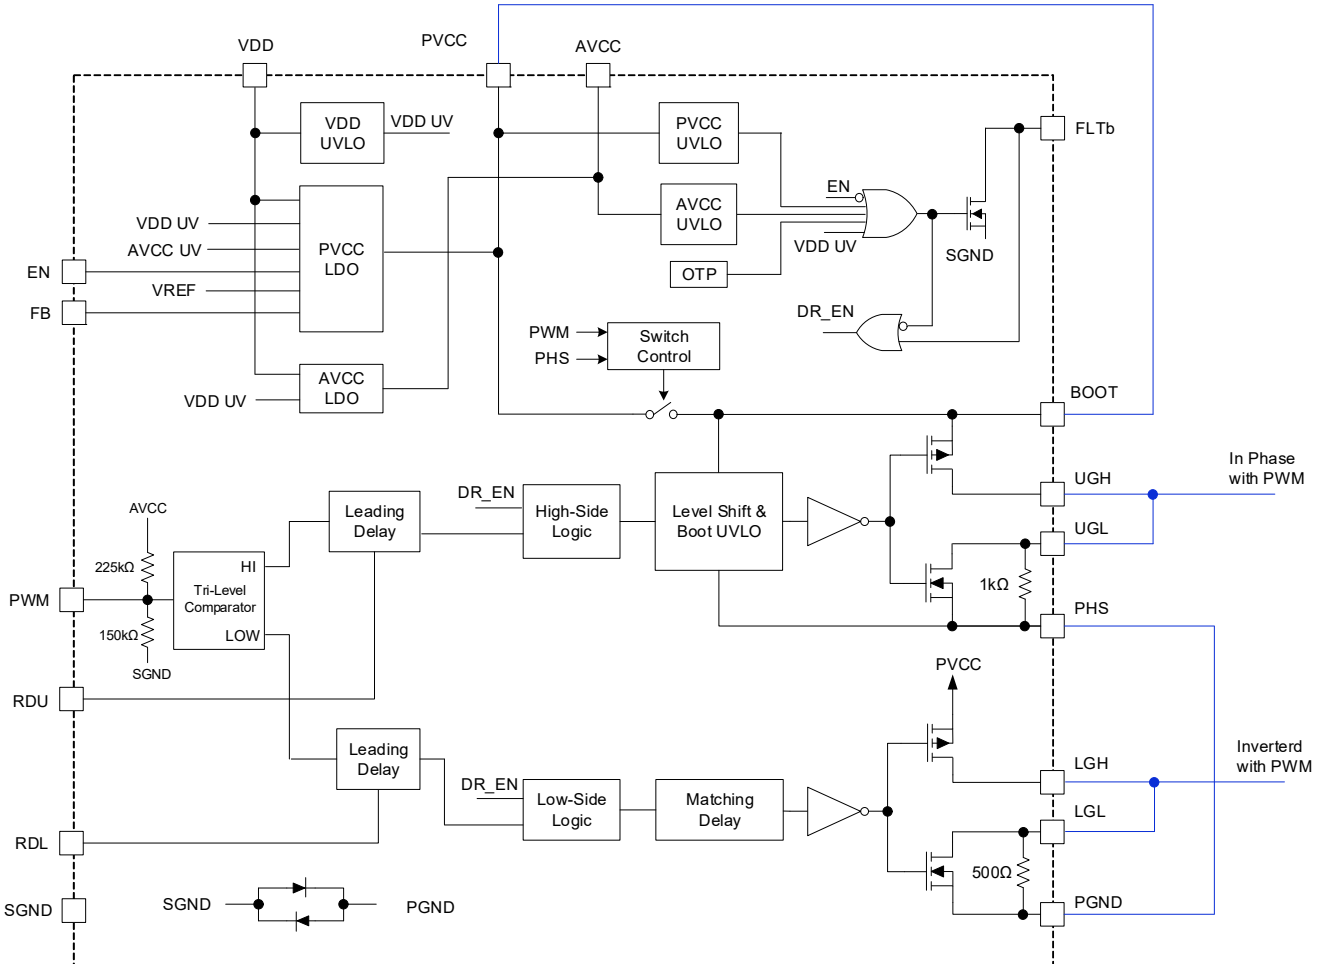 VDD
PVCC
AVCC
VDD
UVLO
VDD UV
PVCC
UVLO
FLTb
EN
AVCC
UVLO
VDD UV
SGND
OTP
VDD UV
AVCC UV
PVCC
LDO
EN
VREF
FB
DR_EN
PWM
PHS
Switch
Control
AVCC
LDO
VDD UV
BOOT
In Phase
with PWM
UGH
DR_EN
High-Side
Logic
Level Shift &
Boot UVLO
Leading
Delay
AVCC
225kΩ
HI
Tri-Level
Comparator
LOW
PWM
150kΩ
SGND
UGL
1kΩ
PHS
RDU
PVCC
Leading
Delay
Inverterd
with PWM
LGH
DR_EN
Low-Side
Logic
Matching
Delay
LGL
RDL
500Ω
SGND
SGND
PGND
PGND